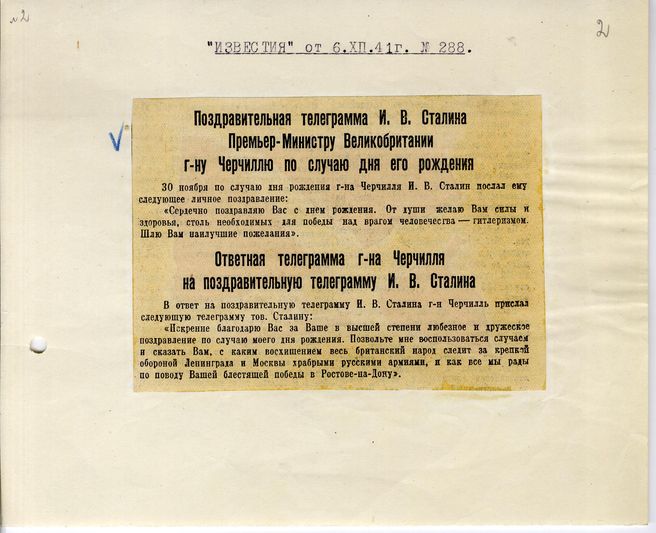 №2
2
"ИЗВЕСТИЯ" от 6.ХП.41г. № 288.
Поздравительная телеграмма И. В. Сталина
Премьер-Министру Великобритании
г-ну Черчиллю по случаю дня его рождения
30 ноября по случаю дня рождения г-на Черчилля И. В. Сталин послал ему
следующее личное поздравление:
«Сердечно поздравляю Вас с днем рождения. От души желаю Вам силы и
здоровья, столь необходимых для победы над врагом человечества — гитлеризмом.
Шлю Вам наилучшие пожелания».
Ответная телеграмма г-на Черчилля
на поздравительную телеграмму И. В. Сталина
В ответ на поздравительную телеграмму И. В. Сталина г-н Черчилль прислал
следующую телеграмму тов. Сталину:
«Искренне благодарю Вас за Ваше в высшей степени любезное и дружеское
поздравление по случаю моего дня рождения. Позвольте мне воспользоваться случаем
и сказать Вам, с каким восхищением весь британский народ следит за крепкой
обороной Ленинграда и Москвы храбрыми русскими армиями, и как все мы рады
по поводу Вашей блестящей победы в Ростове-на-Дону».